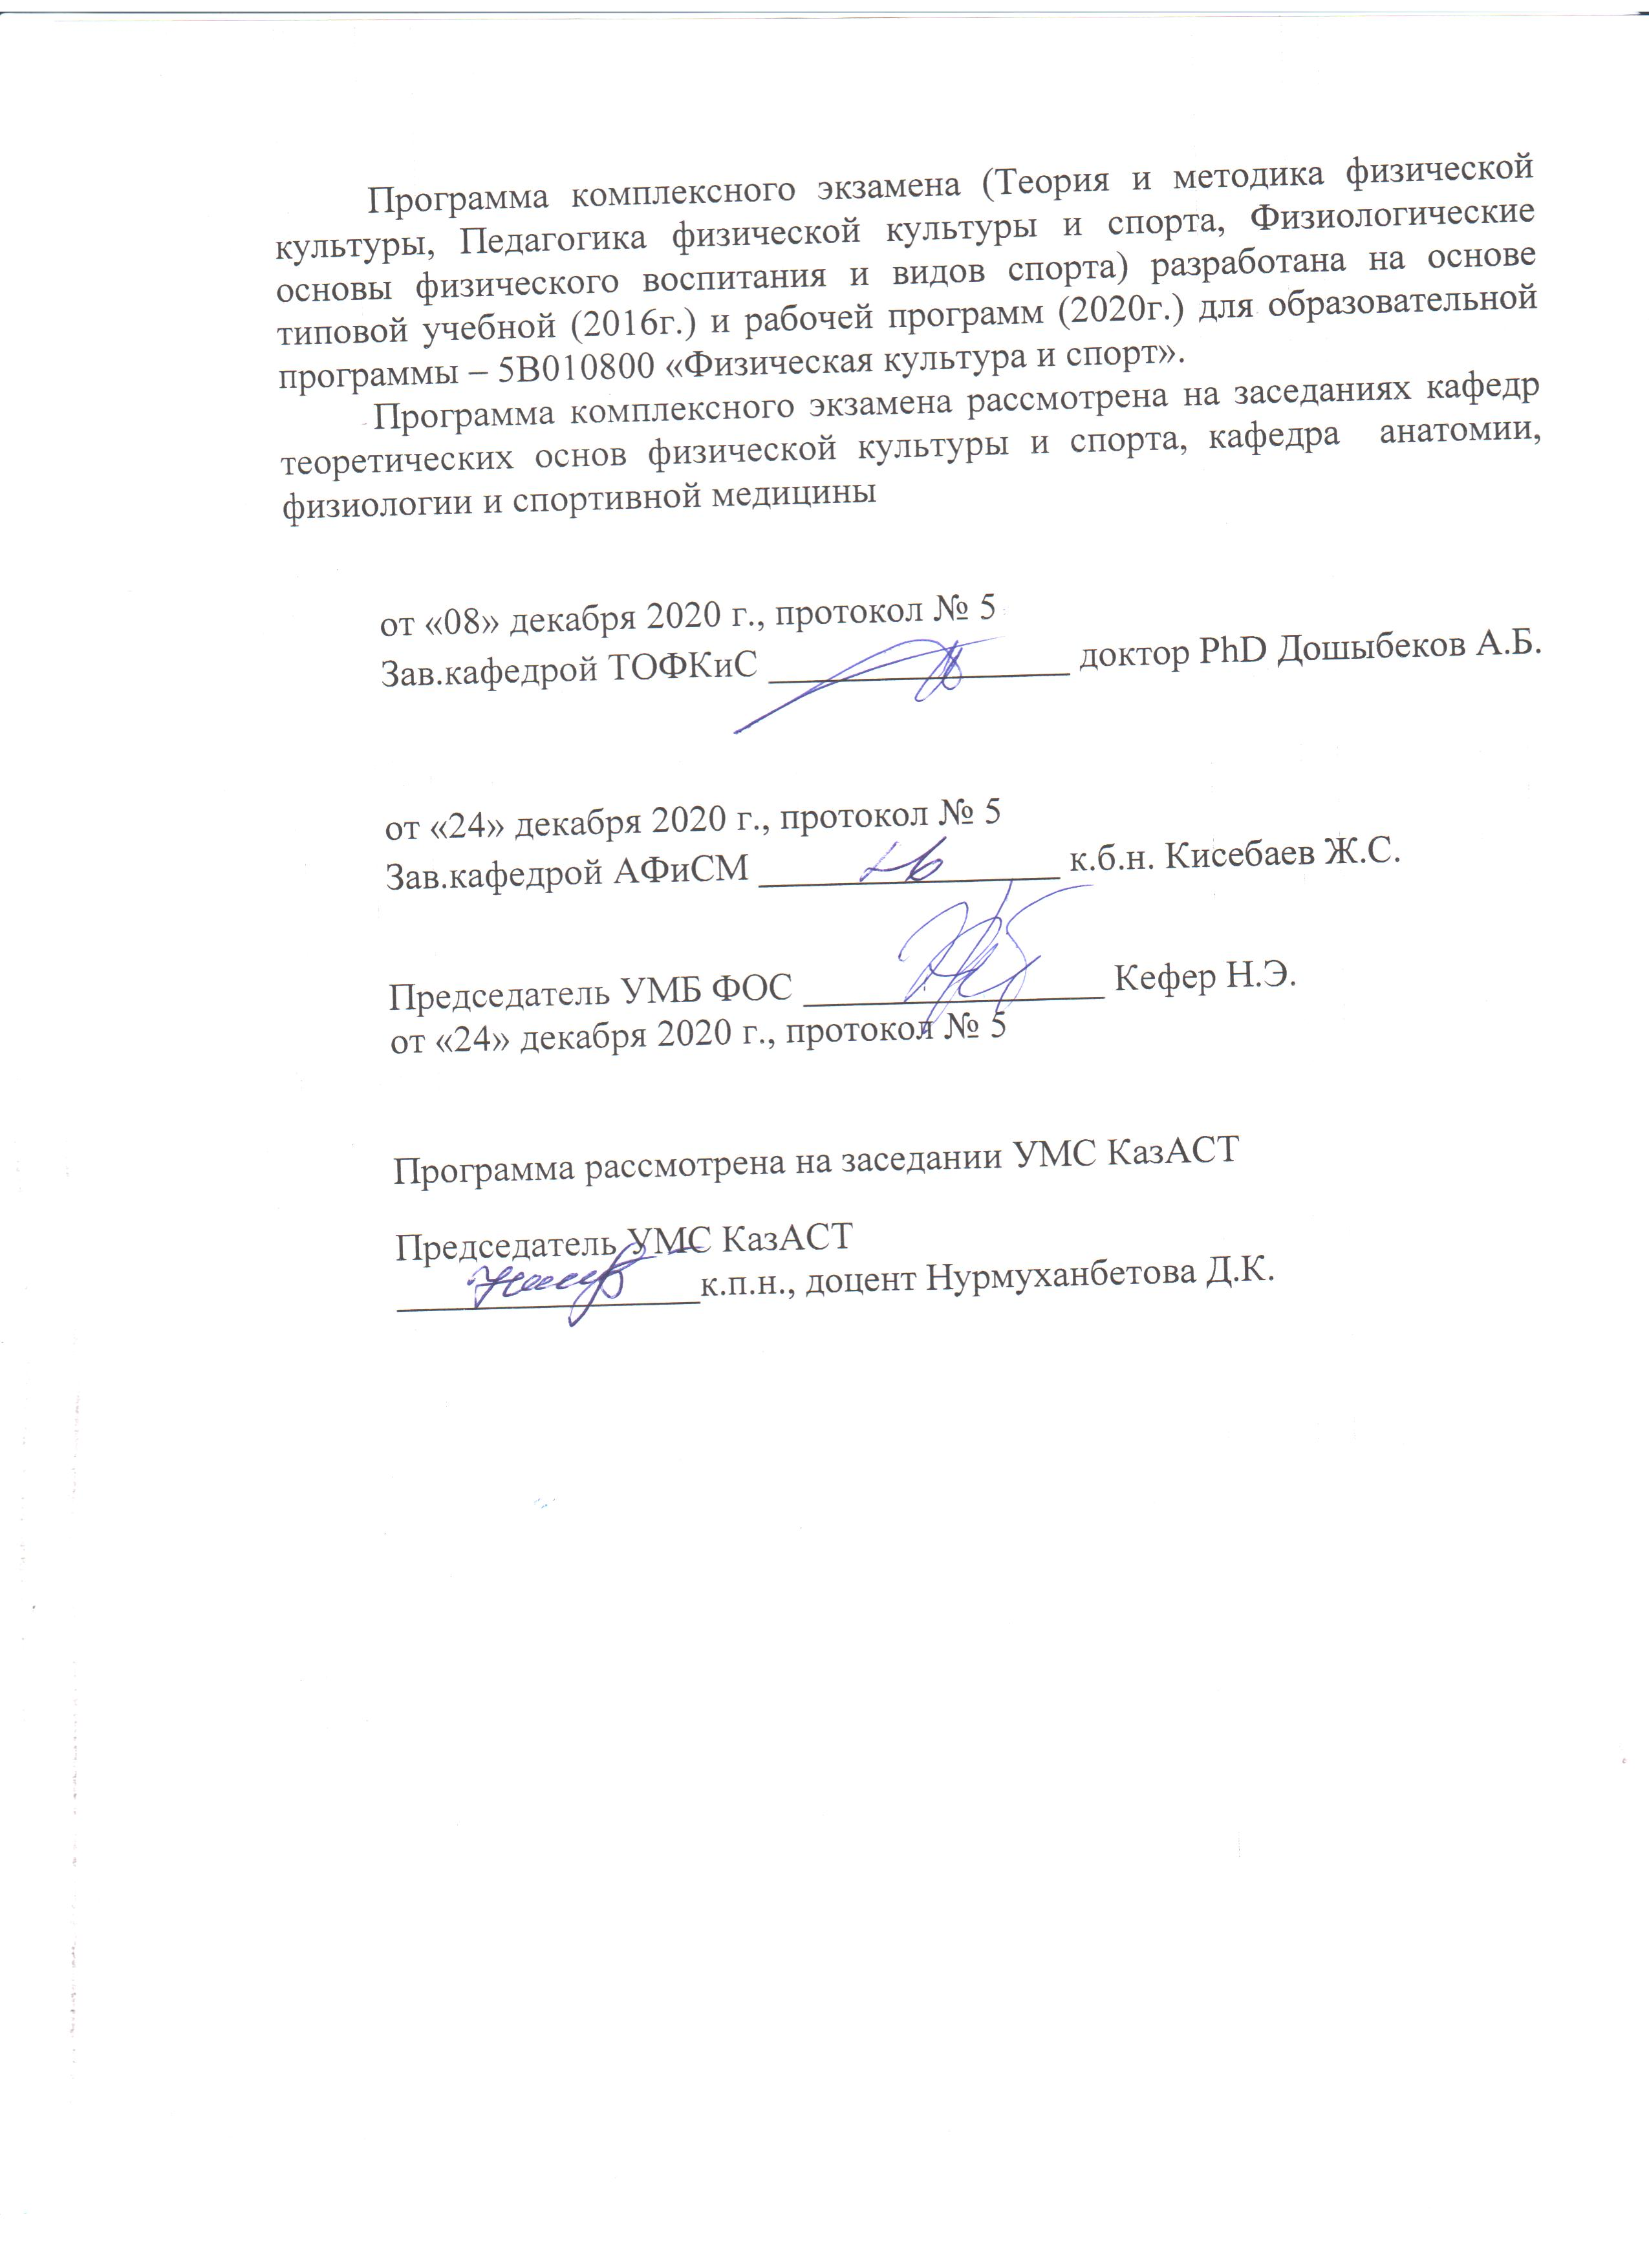 Программа комплексного экзамена (Теория и методика физической
культуры, Педагогика физической культуры и спорта, Физиологические
основы физического воспитания и видов спорта) разработана на основе
типовой учебной (2016г.) и рабочей программ (2020г.) для образовательной
программы – 5В010800 «Физическая культура и спорт».
Программа комплексного экзамена рассмотрена на заседаниях кафедр
теоретических основ физической культуры и спорта, кафедра анатомии,
физиологии и спортивной медицины
от «08» декабря 2020 г., протокол № 5
Зав.кафедрой ТОФКиС ________________ доктор PhD Дошыбеков А.Б.
от «24» декабря 2020 г., протокол № 5
Зав.кафедрой АФиСМ ________________ к.б.н. Кисебаев Ж.С.
Председатель УМБ ФОС ________________ Кефер Н.Э.
от «24» декабря 2020 г., протокол № 5
Программа рассмотрена на заседании УМС КазАСТ
Председатель УМС КазАСТ
________________к.п.н., доцент Нурмуханбетова Д.К.